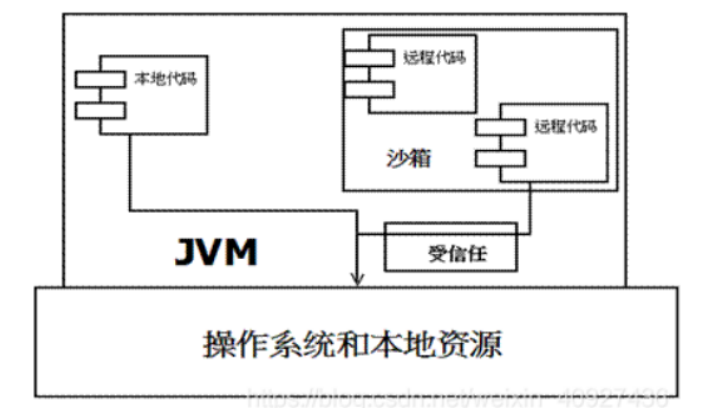 本地代码
远程代码
远程代码
沙箱
JVM
受信任
操作系统和本地资源
https://blog.csdn.net/weixin_40927436